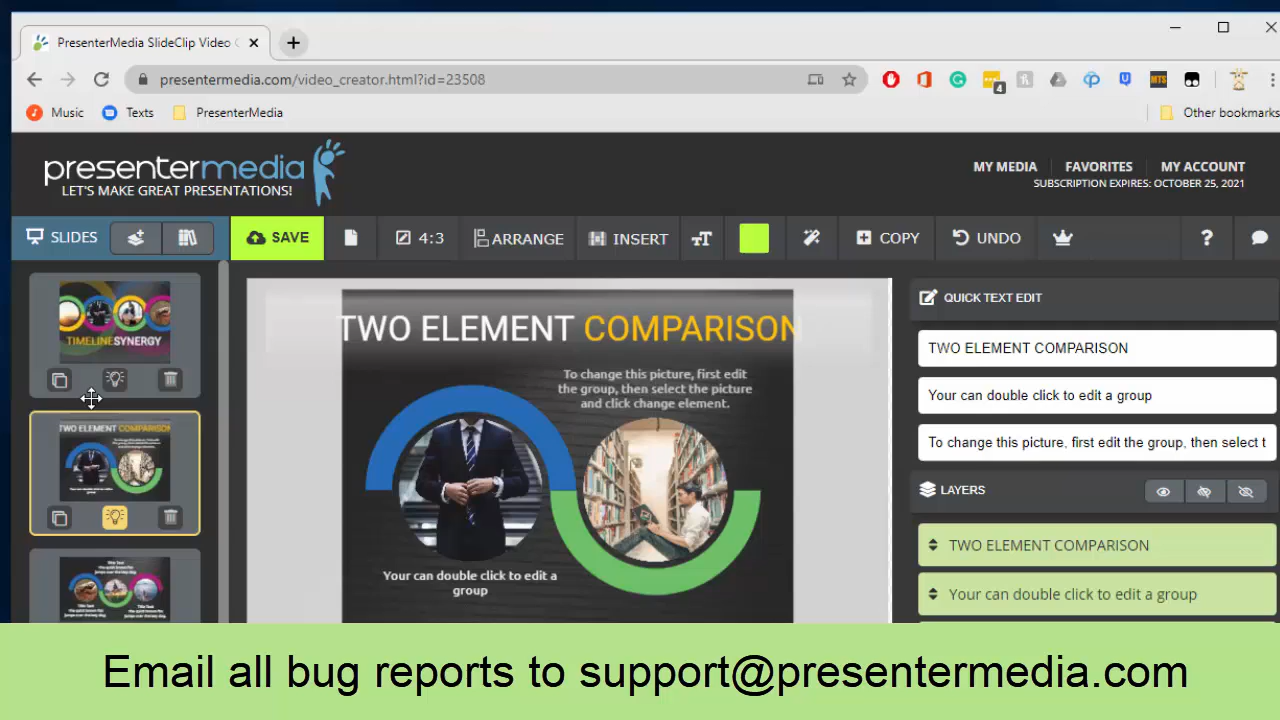 PresenterMedia SlideClip Video C
presentermedia.com/video_creator.html?id=23508
4
MTS
Music
Texts
PresenterMedia
Other bookmarks
presentermedia
LET'S MAKE GREAT PRESENTATIONS!
MY MEDIA
FAVORITES
MY ACCOUNT
SUBSCRIPTION EXPIRES: OCTOBER 25, 2021
SLIDES
SAVE
4:3
ARRANGE
INSERT
TT
COPY
UNDO
?
TIMELINESYNERGY
TWO ELEMENT COMPARISON
TWO ELEMENT COMPARISON
To change this picture, first edit
the group, then select the picture
and click change element.
Your can double click to edit a
group
QUICK TEXT EDIT
TWO ELEMENT COMPARISON
Your can double click to edit a group
To change this picture, first edit the group, then select t
LAYERS
TWO ELEMENT COMPARISON
Your can double click to edit a group
Email all bug reports to support@presentermedia.com